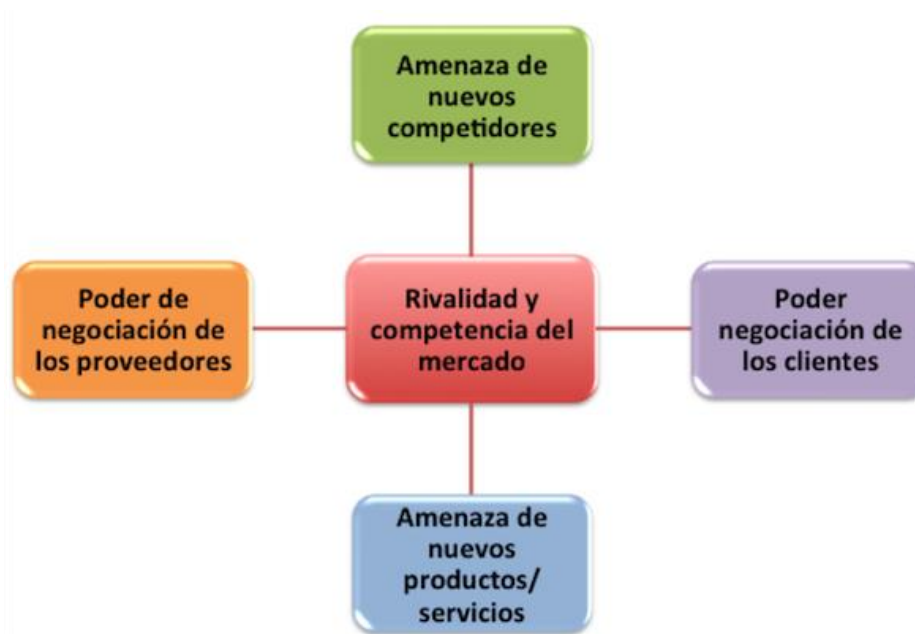 Amenaza de
nuevos
competidores
Poder de
negociación de
los proveedores
Rivalidad y
competencia del
mercado
Poder
negociación de
los clientes
Amenaza de
nuevos
productos/
servicios